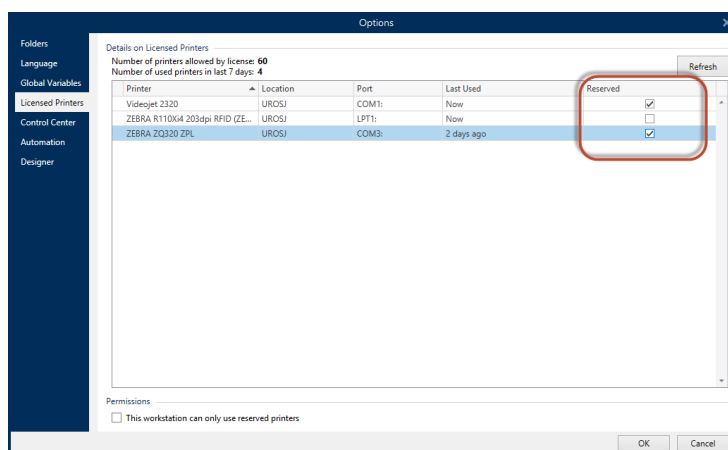 Options
Folders
Language
Global Variables
Licensed Printers
Control Center
Automation
Designer
Details on Licensed Printers
Number of printers allowed by license: 60
Number of used printers in last 7 days: 4
Refresh
Printer Location Port Last Used Reserved
Videojet 2320 UROSJ COM1: Now
ZEBRA R110Xi4 203dpi RFID (ZE... UROSJ LPT1: Now
ZEBRA ZQ320 ZPL UROSJ COM3: 2 days ago
Permissions
This workstation can only use reserved printers
OK Cancel